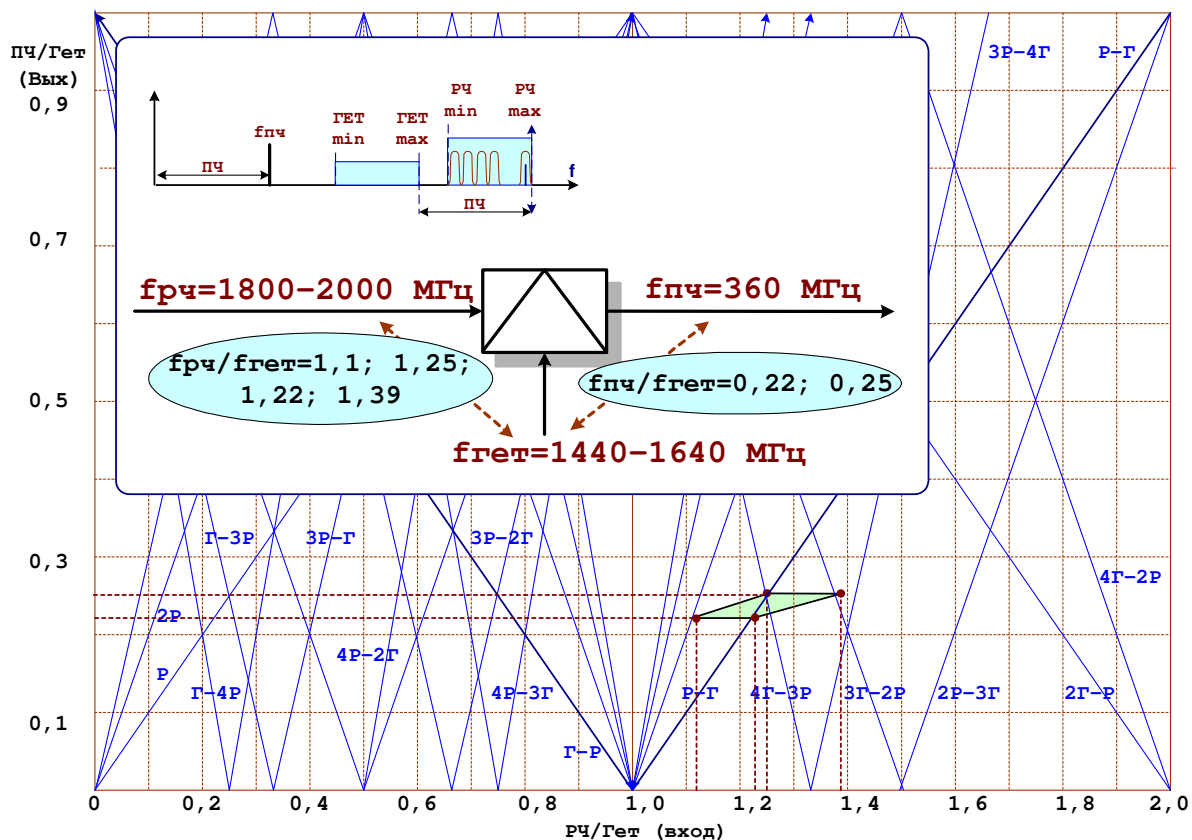 ПЧ/Гет
(Вых)
0,9
0,7
0,5
0,3
0,1
3Р-4Г
Р-Г
fпч
ПЧ
ГЕТ
min
ГЕТ
max
РЧ
min
РЧ
max
f
ПЧ
fрч=1800-2000 МГц
fпч=360 МГц
fрч/fгет=1,1; 1,25;
1,22; 1,39
fпч/fгет=0,22; 0,25
fгет=1440-1640 МГц
Г-3Р
3Р-Г
3Р-2Г
4Г-2Р
2Р
4Р-2Г
Р
Г-4Р
4Р-3Г
Р-Г
4Г-3Р
3Г-2Р
2Р-3Г
2Г-Р
Г-Р
0
0,2
0,4
0,6
0,8
1,0
1,2
1,4
1,6
1,8
2,0
РЧ/Гет (вход)